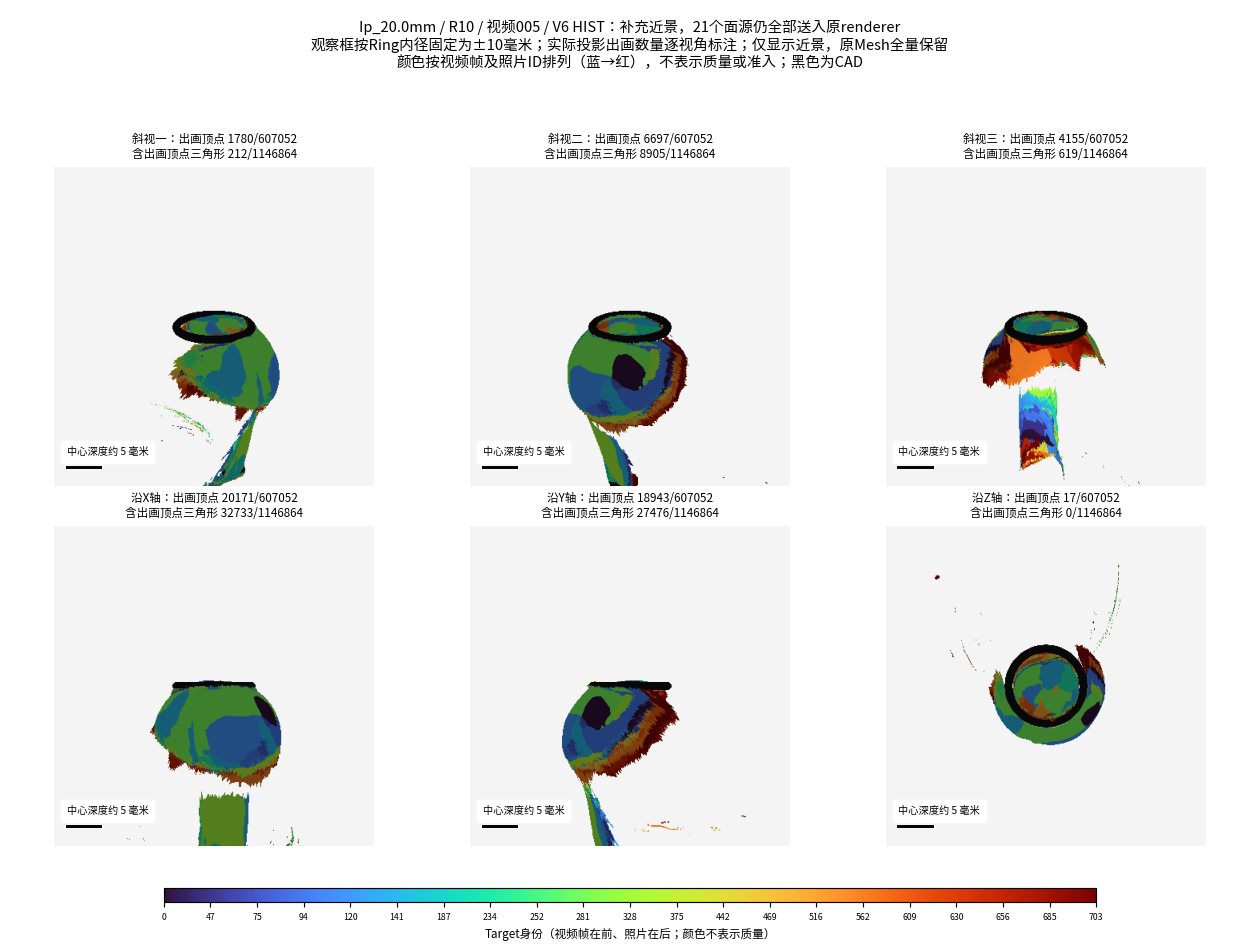 Ip_20.0mm / R10 / 视频005 / V6 HIST：补充近景，21个面源仍全部送入原renderer
观察框按Ring内径固定为±10毫米；实际投影出画数量逐视角标注；仅显示近景，原Mesh全量保留
颜色按视频帧及照片ID排列（蓝→红），不表示质量或准入；黑色为CAD
斜视一：出画顶点 1780/607052
含出画顶点三角形 212/1146864
斜视二：出画顶点 6697/607052
含出画顶点三角形 8905/1146864
斜视三：出画顶点 4155/607052
含出画顶点三角形 619/1146864
中心深度约 5 毫米
中心深度约 5 毫米
中心深度约 5 毫米
沿X轴：出画顶点 20171/607052
含出画顶点三角形 32733/1146864
沿Y轴：出画顶点 18943/607052
含出画顶点三角形 27476/1146864
沿Z轴：出画顶点 17/607052
含出画顶点三角形 0/1146864
中心深度约 5 毫米
中心深度约 5 毫米
中心深度约 5 毫米
0 47 75 94 120 141 187 234 252 281 328 375 442 469 516 562 609 630 656 685 703
Target身份（视频帧在前、照片在后；颜色不表示质量）